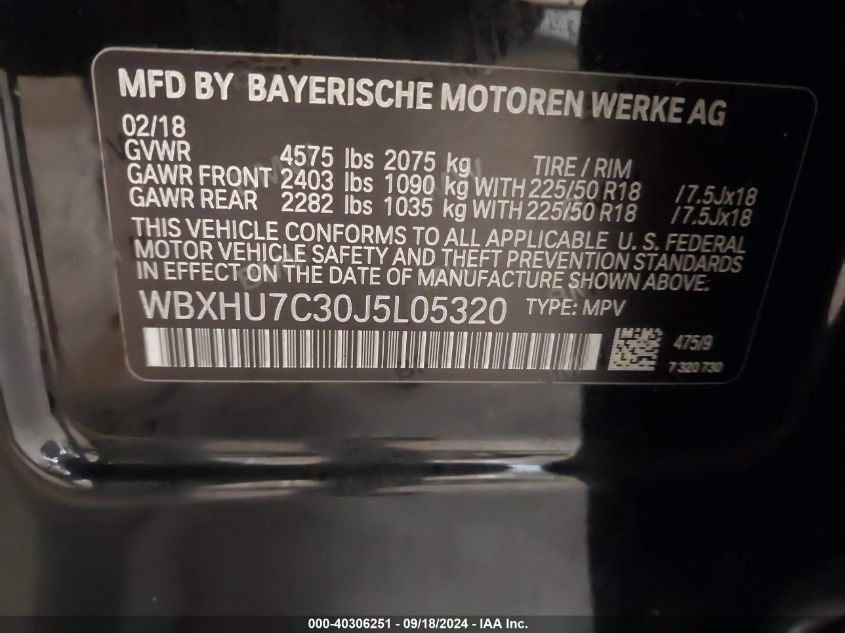 MFD BY BAYERISCHE MOTOREN WERKE AG
02/18
GVWR 4575 lbs 2075 kg TIRE / RIM
GAWR FRONT 2403 lbs 1090 kg WITH 225/50 R18 / 7.5Jx18
GAWR REAR 2282 lbs 1035 kg WITH 225/50 R18 / 7.5Jx18
THIS VEHICLE CONFORMS TO ALL APPLICABLE U. S. FEDERAL
MOTOR VEHICLE SAFETY AND THEFT PREVENTION STANDARDS
IN EFFECT ON THE DATE OF MANUFACTURE SHOWN ABOVE.
WBXHU7C30J5L05320 TYPE: MPV
475/9
7 320 730
000-40306251 - 09/18/2024 - IAA Inc.